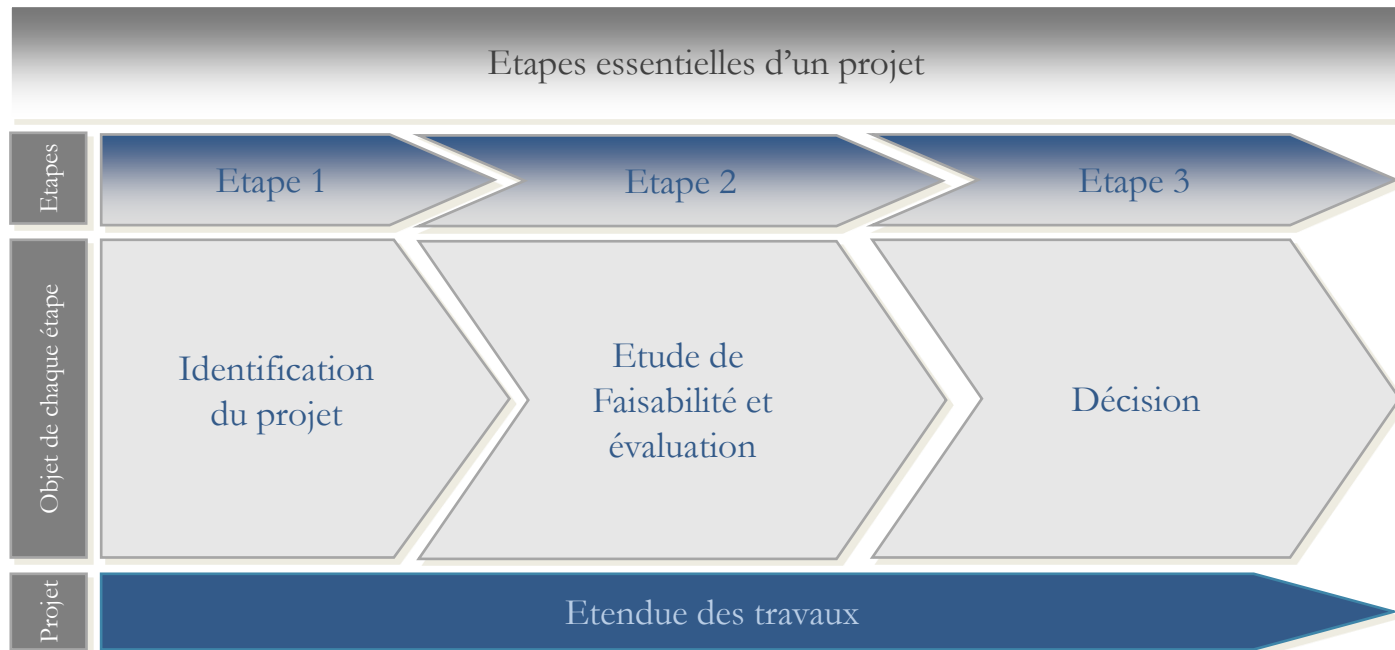 Etapes essentielles d’un projet
Etapes
Etape 1
Etape 2
Etape 3
Objet de chaque étape
Identification
du projet
Etude de
Faisabilité et
évaluation
Décision
Projet
Etendue des travaux